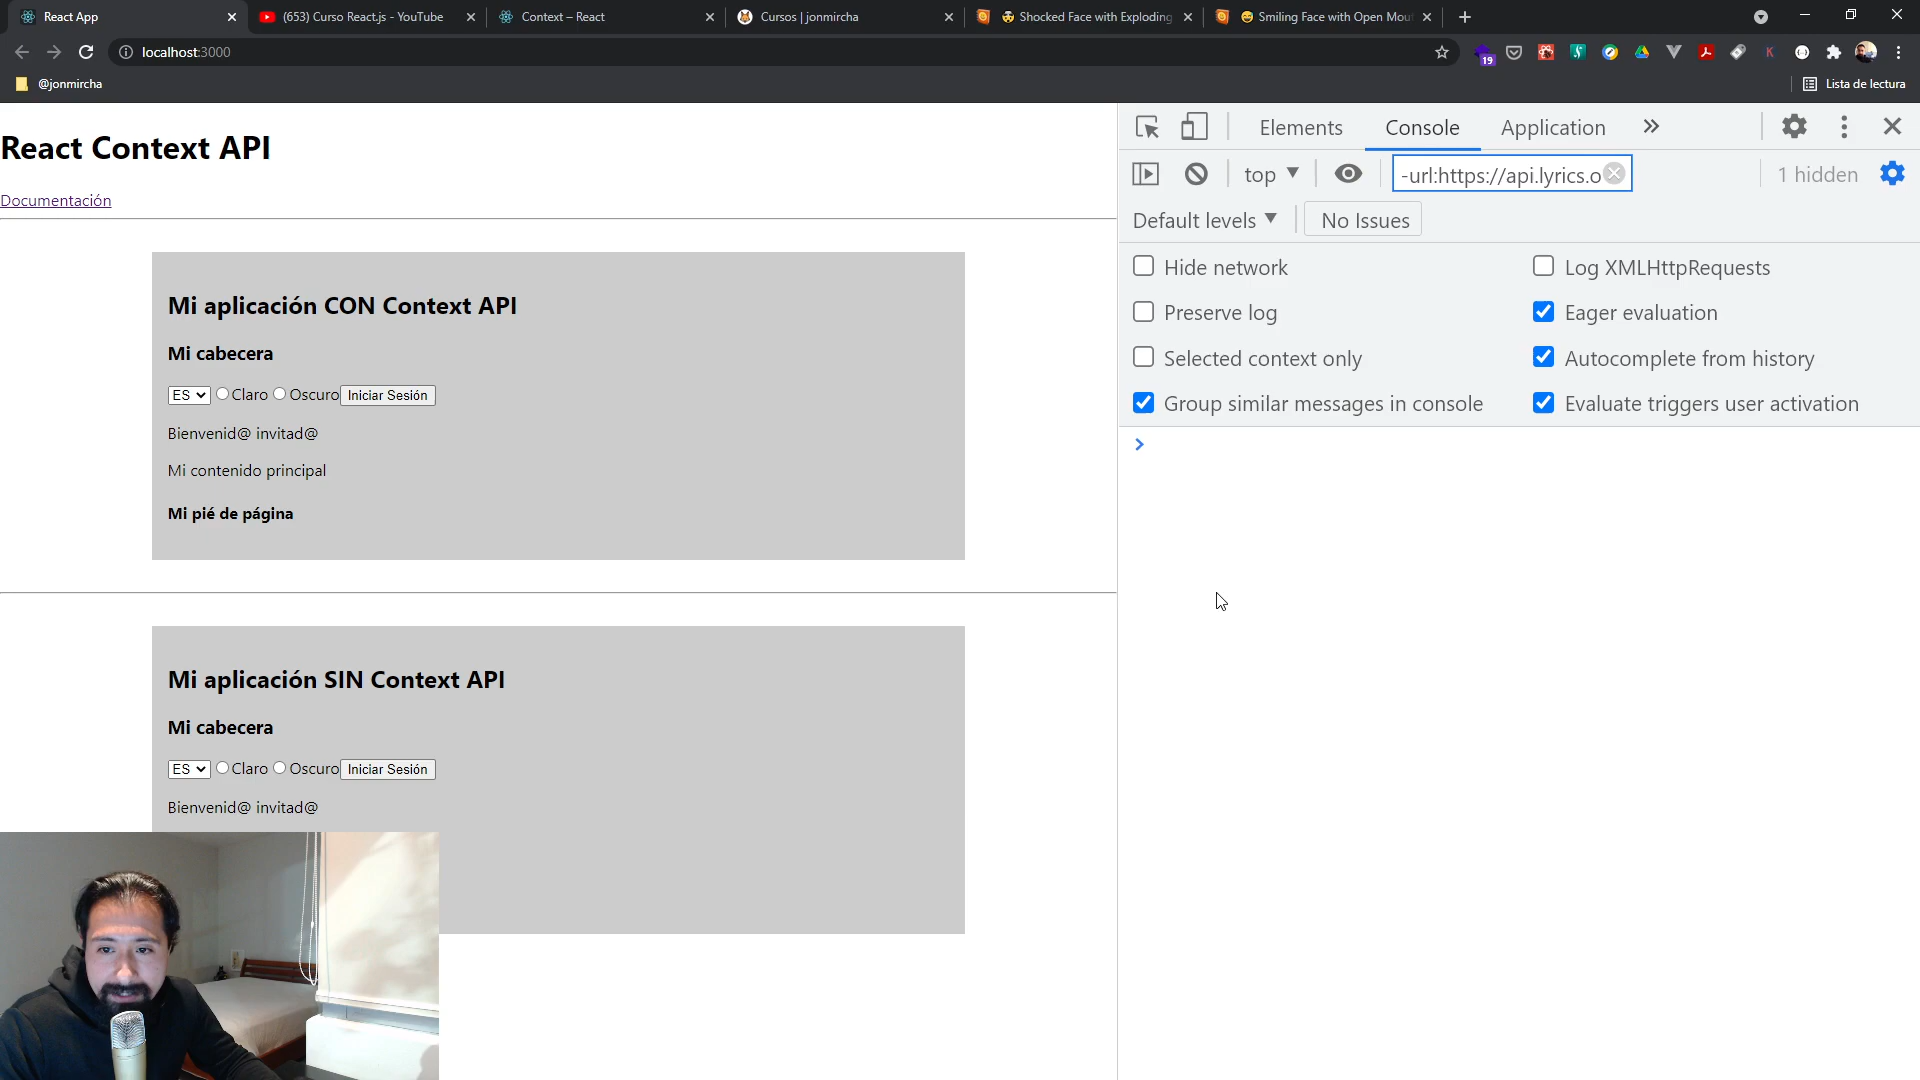 React App
(653) Curso React.js - YouTube
Context – React
Cursos | jonmircha
🤯 Shocked Face with Exploding
😅 Smiling Face with Open Mou
localhost:3000
19
@jonmircha
Lista de lectura
React Context API
Documentación
Mi aplicación CON Context API
Mi cabecera
ES Claro Oscuro Iniciar Sesión
Bienvenid@ invitad@
Mi contenido principal
Mi pié de página
Mi aplicación SIN Context API
Mi cabecera
ES Claro Oscuro Iniciar Sesión
Bienvenid@ invitad@
Elements Console Application
top -url:https://api.lyrics.o 1 hidden
Default levels No Issues
Hide network Log XMLHttpRequests
Preserve log Eager evaluation
Selected context only Autocomplete from history
Group similar messages in console Evaluate triggers user activation